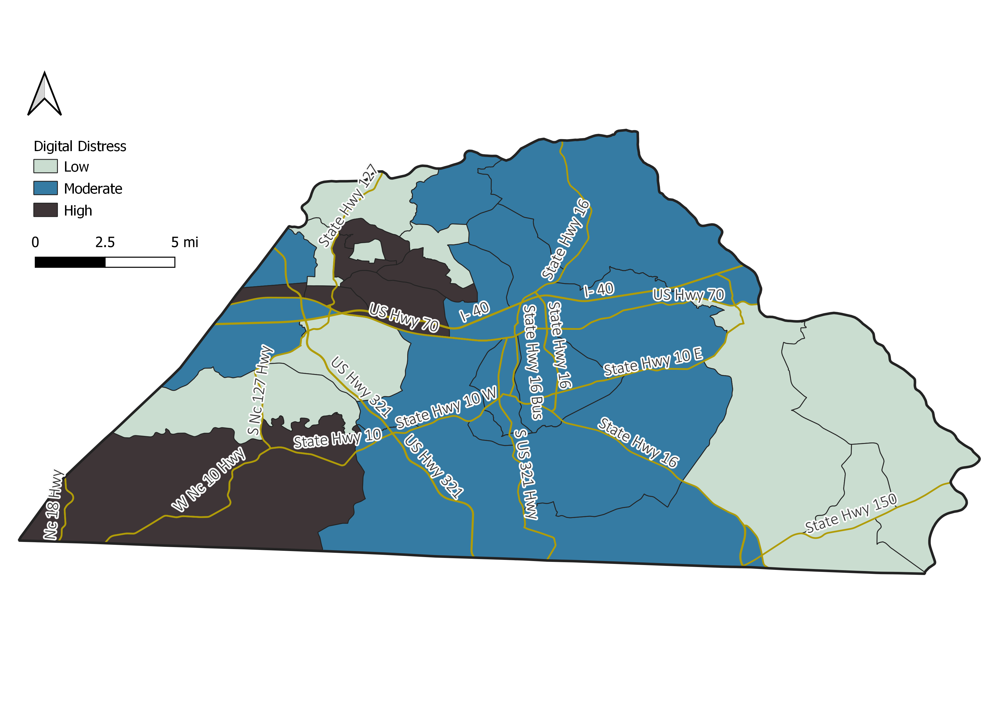 Digital Distress
Low
Moderate
High
0 2.5 5 mi
State Hwy 127
State Hwy 16
I- 40
US Hwy 70
I- 40
US Hwy 70
State Hwy 16 Bus
State Hwy 16
State Hwy 10 E
US Hwy 321
S Nc 127 Hwy
State Hwy 10 W
State Hwy 10
State Hwy 16
US Hwy 321
S US 321 Hwy
W Nc 10 Hwy
Nc 18 Hwy
State Hwy 150